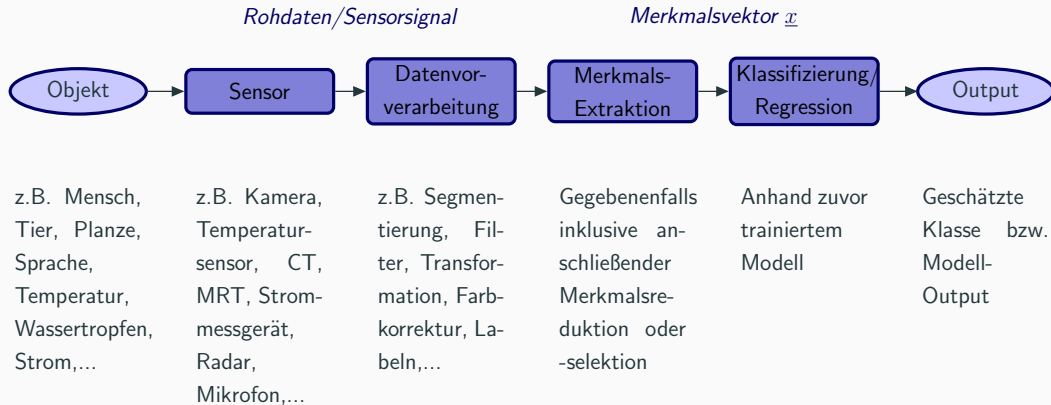 Rohdaten/Sensorsignal
Merkmalsvektor x
Objekt
Sensor
Datenvor-
verarbeitung
Merkmals-
Extraktion
Klassifizierung/
Regression
Output
z.B. Mensch,
Tier, Planze,
Sprache,
Temperatur,
Wassertropfen,
Strom,...
z.B. Kamera,
Temperatur-
sensor, CT,
MRT, Strom-
messgerät,
Radar,
Mikrofon,...
z.B. Segmen-
tierung, Fil-
ter, Transfor-
mation, Farb-
korrektur, La-
beln,...
Gegebenenfalls
inklusive an-
schließender
Merkmalsre-
duktion oder
-selektion
Anhand zuvor
trainiertem
Modell
Geschätzte
Klasse bzw.
Modell-
Output